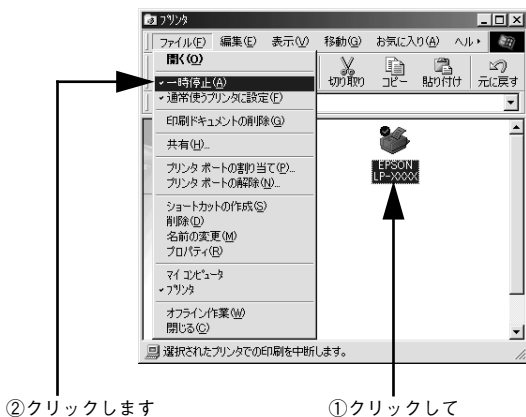 プリンタ
ファイル(F) 編集(E) 表示(V) 移動(G) お気に入り(A) ヘル
開く(O)
一時停止(A)
通常使うプリンタに設定(F)
印刷ドキュメントの削除(G)
共有(H)...
プリンタ ポートの割り当て(P)...
プリンタ ポートの解除(N)...
ショートカットの作成(S)
削除(D)
名前の変更(M)
プロパティ(R)
マイ コンピュータ
プリンタ
オフライン作業(W)
閉じる(C)
切り取り コピー 貼り付け 元に戻す
EPSON
LP-XXXX
選択されたプリンタでの印刷を中断します。
②クリックします ①クリックして